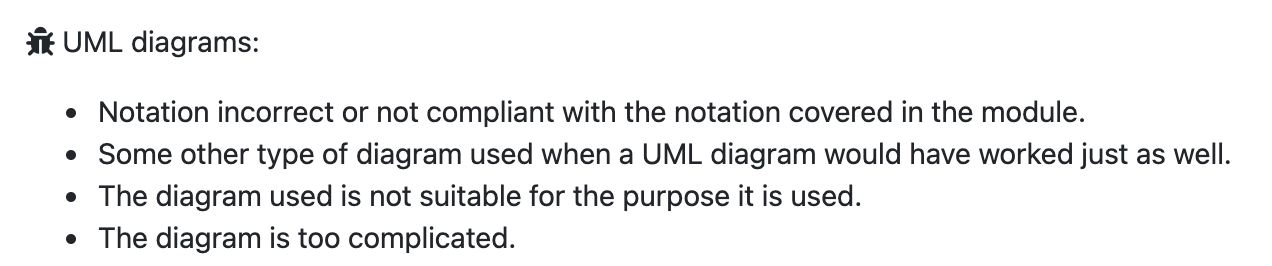 UML diagrams:
Notation incorrect or not compliant with the notation covered in the module.
Some other type of diagram used when a UML diagram would have worked just as well.
The diagram used is not suitable for the purpose it is used.
The diagram is too complicated.